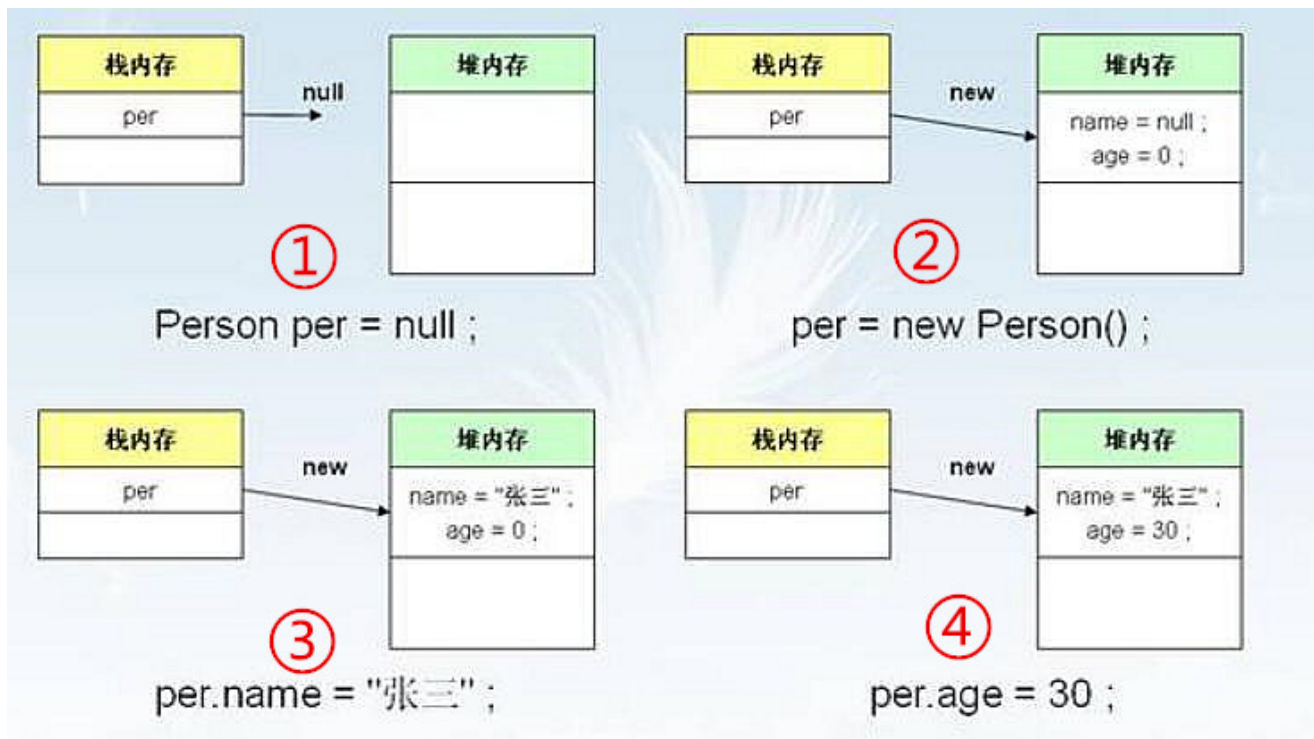 栈内存
per
null
堆内存
①
Person per = null ;
栈内存
per
new
堆内存
name = null ;
age = 0 ;
②
per = new Person() ;
栈内存
per
new
堆内存
name = "张三" ;
age = 0 ;
③
per.name = "张三" ;
栈内存
per
new
堆内存
name = "张三" ;
age = 30 ;
④
per.age = 30 ;